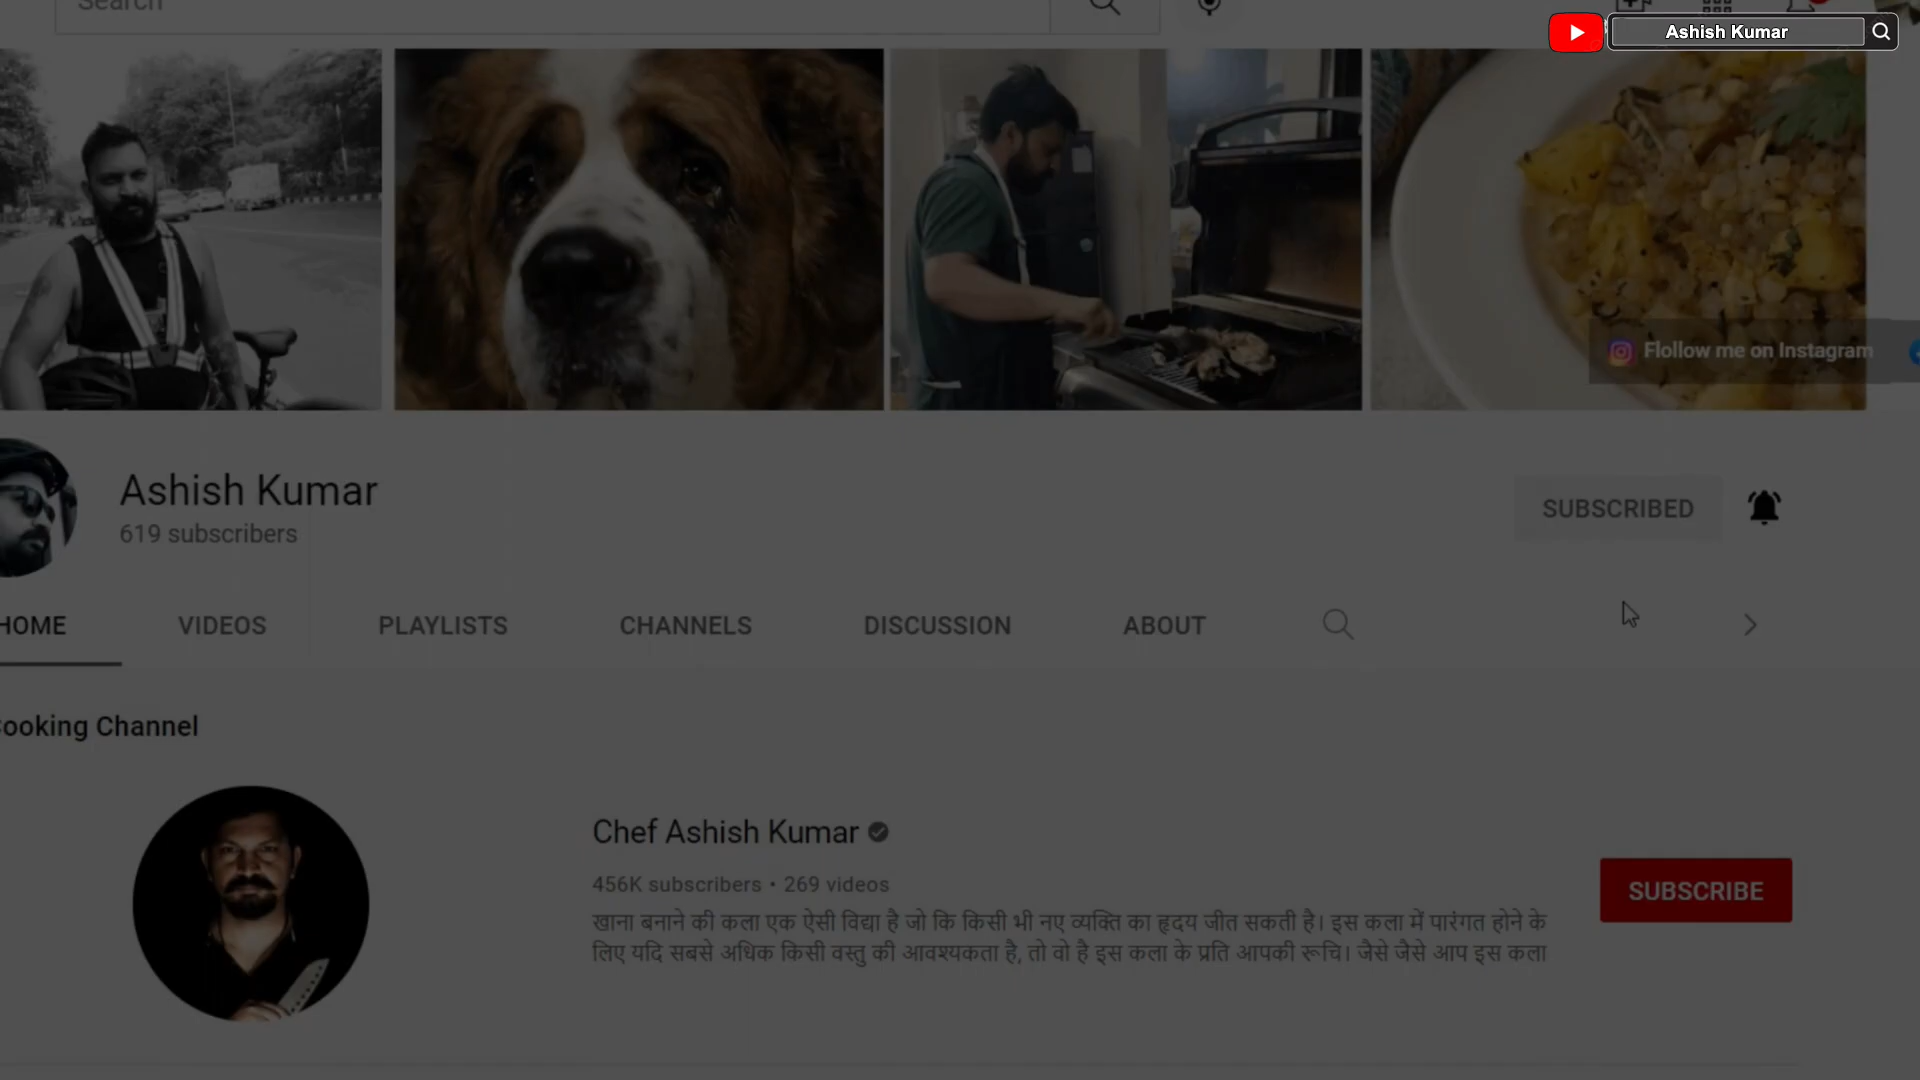 Search
Ashish Kumar
Flollow me on Instagram
Ashish Kumar
619 subscribers
SUBSCRIBED
HOME VIDEOS PLAYLISTS CHANNELS DISCUSSION ABOUT
ooking Channel
Chef Ashish Kumar
456K subscribers • 269 videos
खाना बनाने की कला एक ऐसी विद्या है जो कि किसी भी नए व्यक्ति का हृदय जीत सकती है। इस कला में पारंगत होने के
लिए यदि सबसे अधिक किसी वस्तु की आवश्यकता है, तो वो है इस कला के प्रति आपकी रूचि। जैसे जैसे आप इस कला
SUBSCRIBE